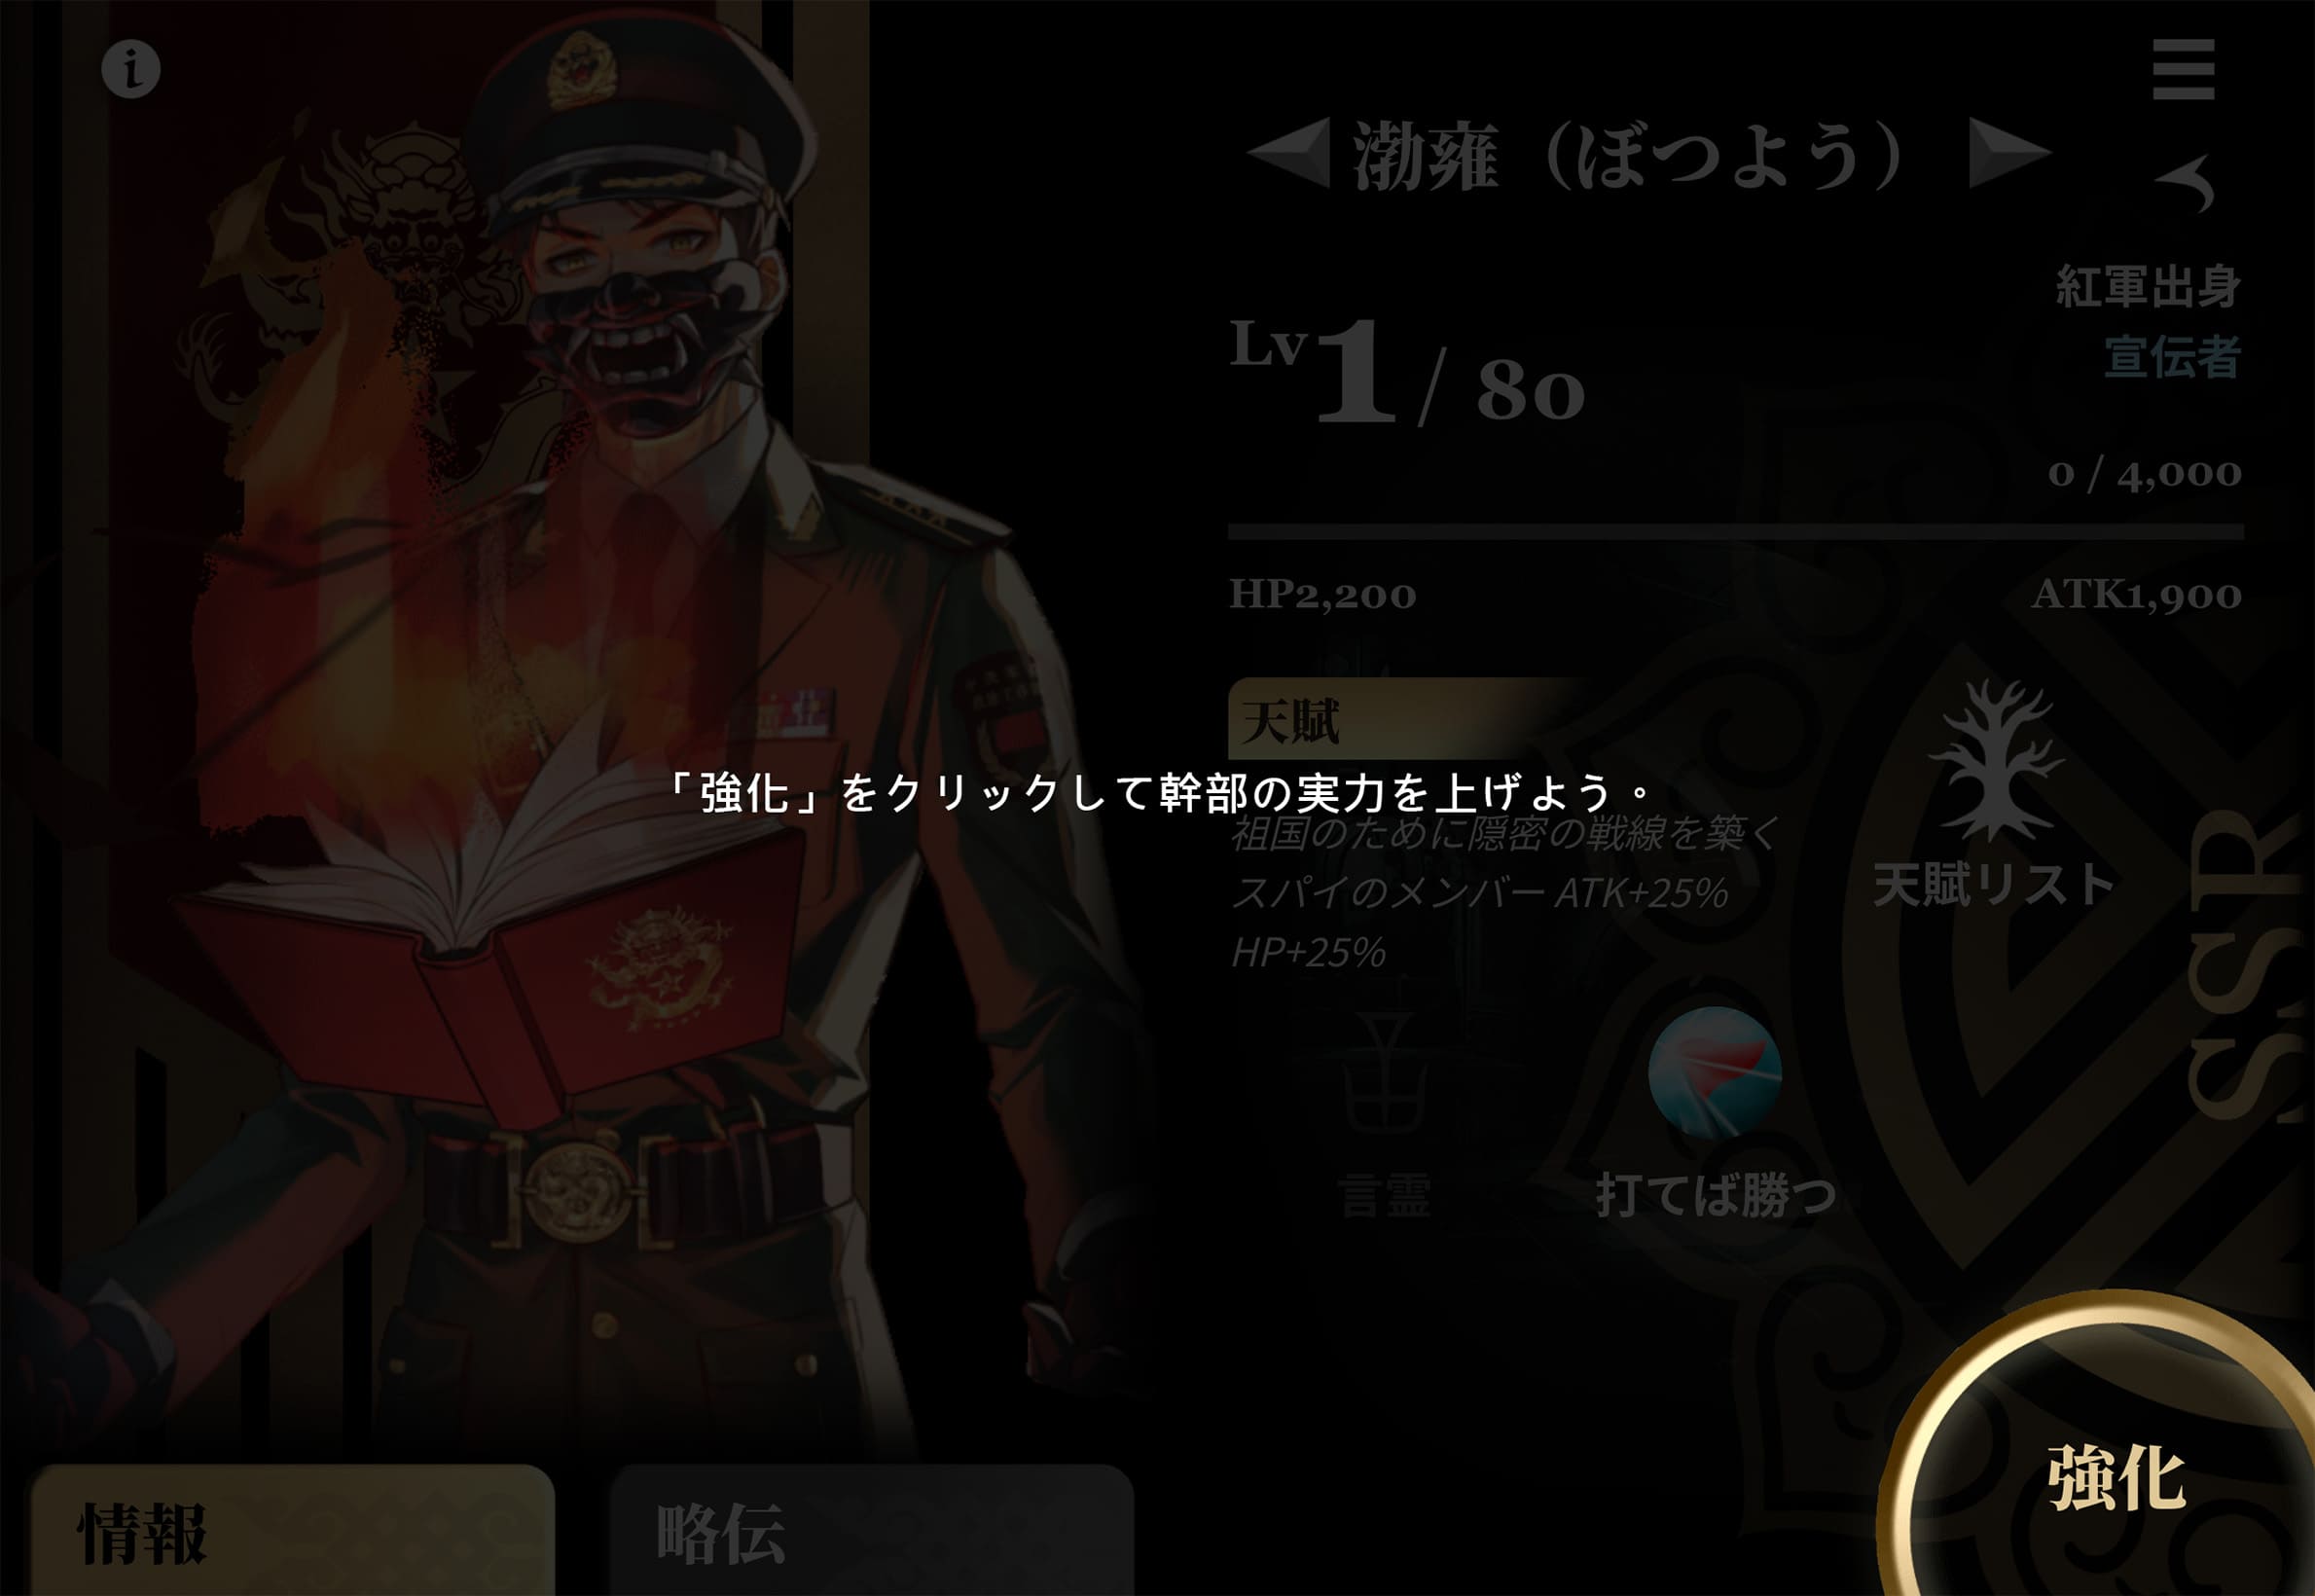 渤雍（ぼつよう）
紅軍出身
Lv1/ 80
宣伝者
0 / 4,000
HP2,200
ATK1,900
天賦
「強化」をクリックして幹部の実力を上げよう。
祖国のために隠密の戦線を築く
スパイのメンバー ATK+25%
HP+25%
天賦リスト
SSR
言霊
打てば勝つ
強化
情報
略伝